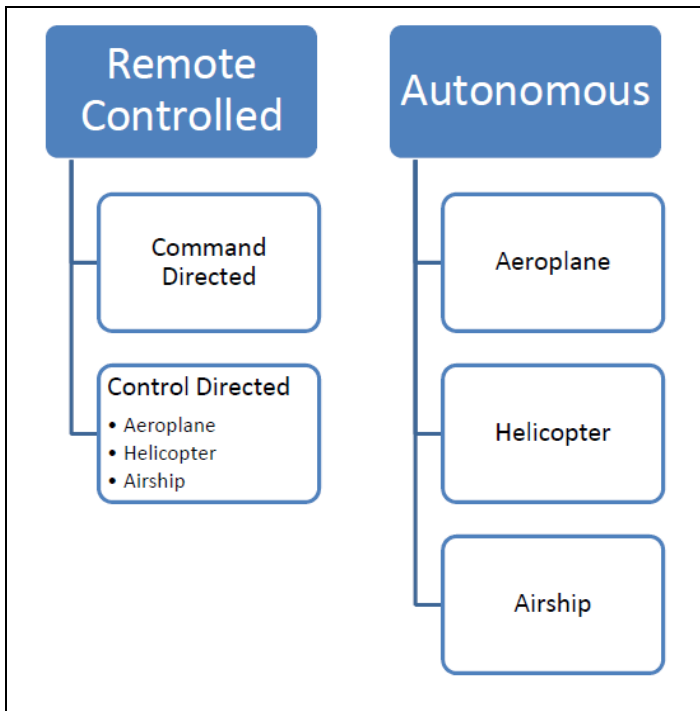 Remote
Controlled
Command
Directed
Control Directed
• Aeroplane
• Helicopter
• Airship
Autonomous
Aeroplane
Helicopter
Airship